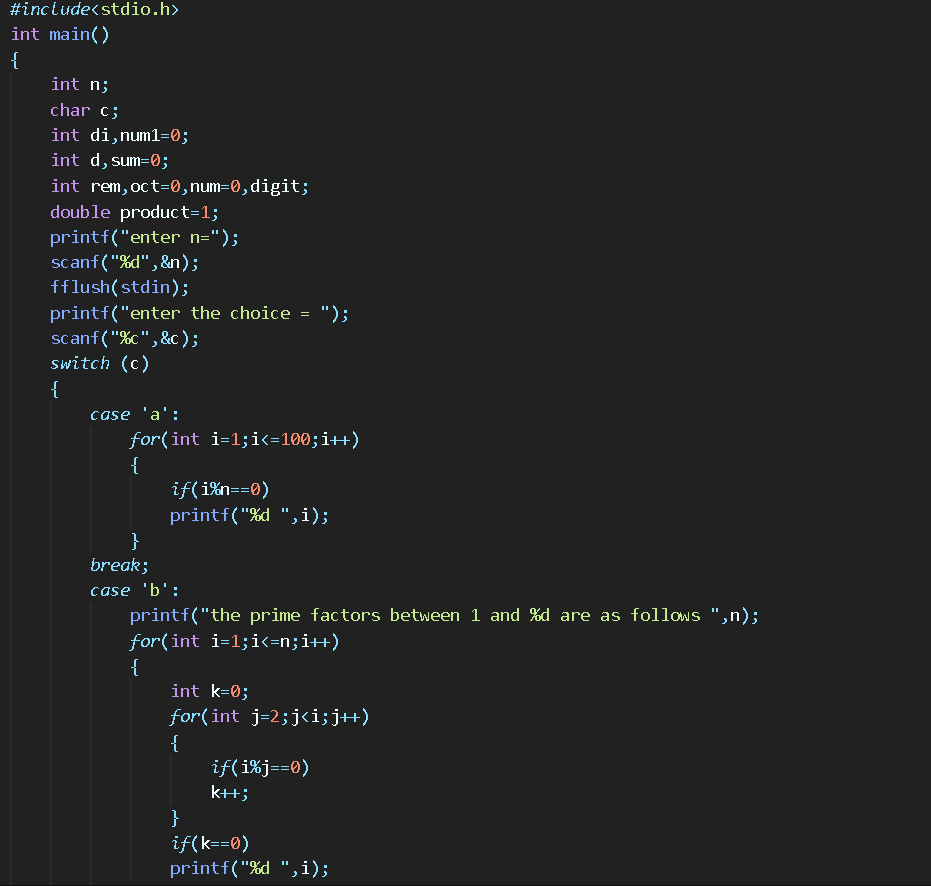 #include<stdio.h>
int main()
{
    int n;
    char c;
    int di,num1=0;
    int d,sum=0;
    int rem,oct=0,num=0,digit;
    double product=1;
    printf("enter n=");
    scanf("%d",&n);
    fflush(stdin);
    printf("enter the choice = ");
    scanf("%c",&c);
    switch (c)
    {
        case 'a':
            for(int i=1;i<=100;i++)
            {
                if(i%n==0)
                printf("%d ",i);
            }
        break;
        case 'b':
            printf("the prime factors between 1 and %d are as follows ",n);
            for(int i=1;i<=n;i++)
            {
                int k=0;
                for(int j=2;j<i;j++)
                {
                    if(i%j==0)
                    k++;
                }
                if(k==0)
                printf("%d ",i);